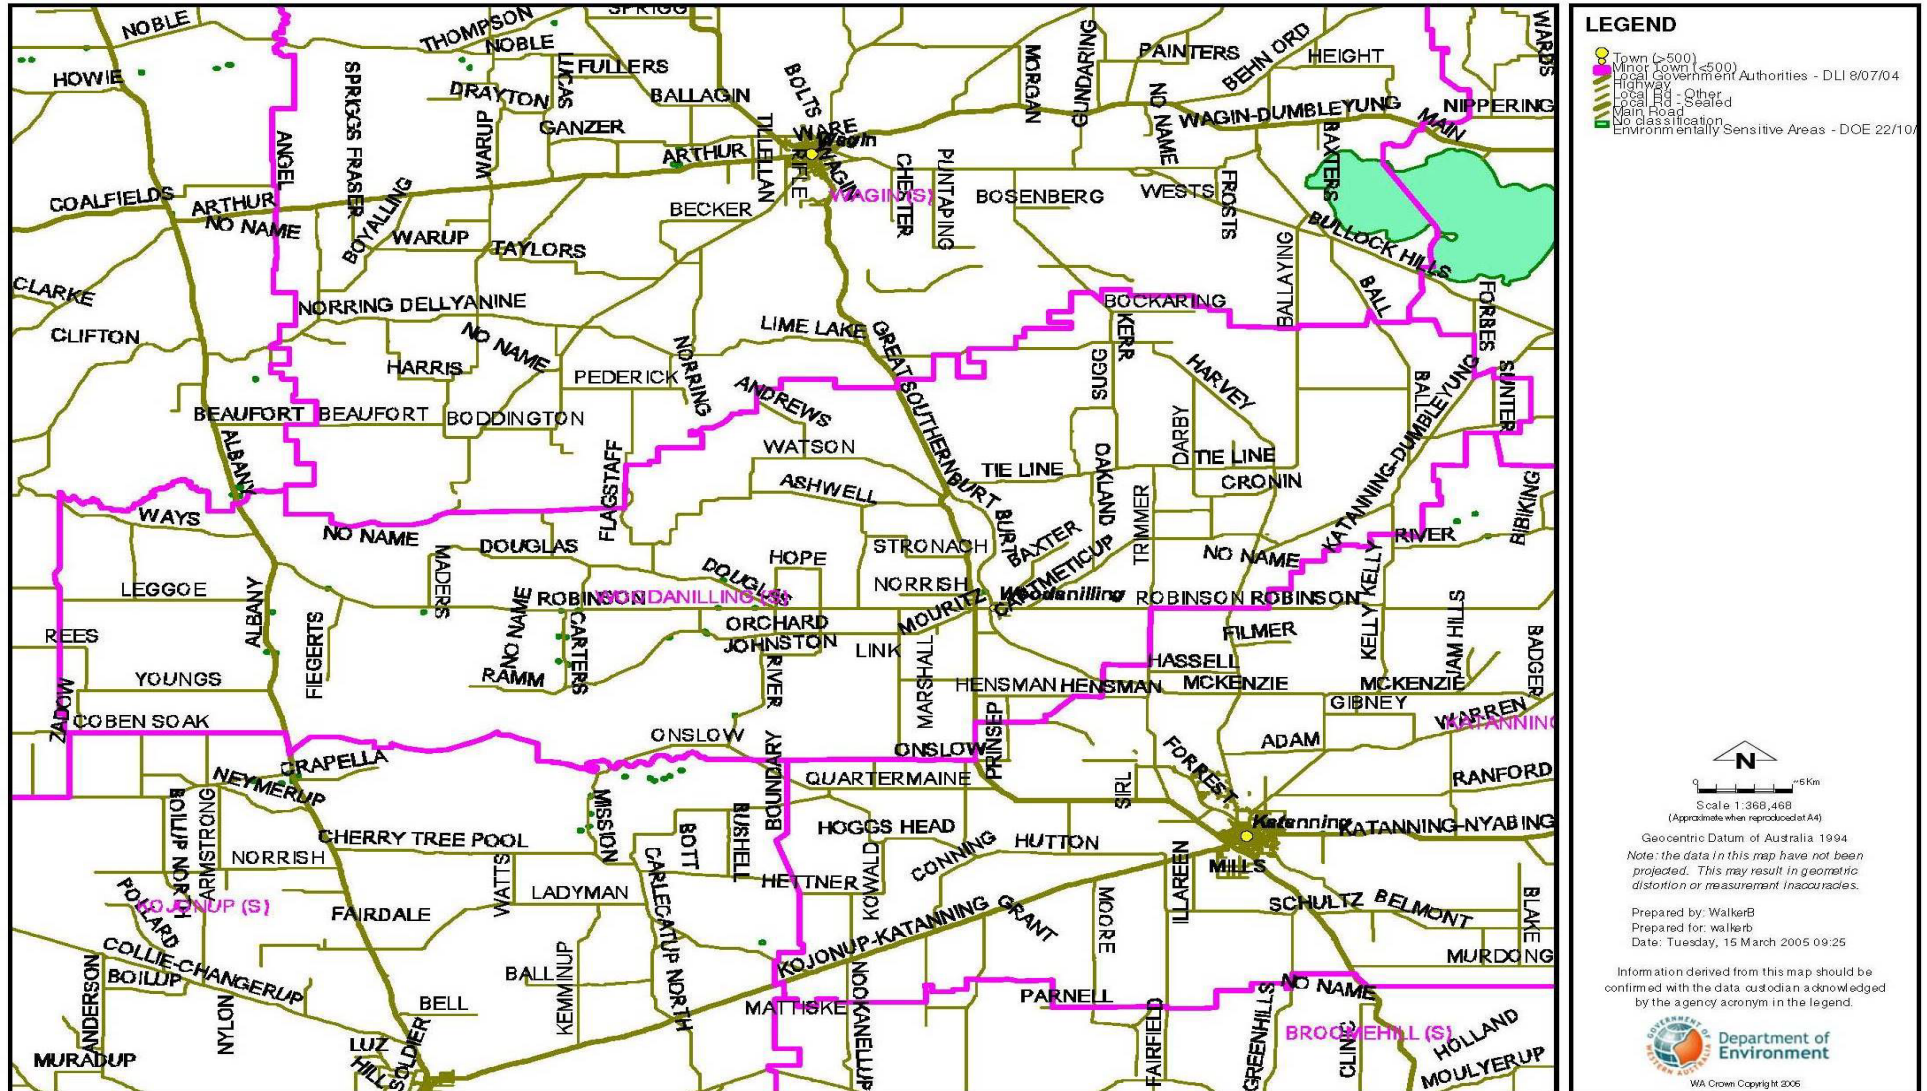 NOBLE
THOMPSON
SPRIGG
NOBLE
HOWIE
SPRIGGS FRASER
LUCAS
FULLERS
DRAYTON
BALLAGIN
BOLTS
MORGAN
GUNDARING
PAINTERS
BEHN ORD
HEIGHT
WARDS
NO NAME
WAGIN-DUMBLEYUNG
NIPPERING
MAIN
ANGEL
WARUP
GANZER
ARTHUR
TILLELLAN
WARE
Wagin
RIFLE
WAGIN
WAGIN (S)
CHEXTER
PUNTAPING
BOSENBERG
WESTS
FROSTS
BAXTERS
COALFIELDS
ARTHUR
NO NAME
BOYALLING
WARUP
TAYLORS
BECKER
BULLOCK HILLS
BALLAYING
BALL
CLARKE
CLIFTON
NORRING DELLYANINE
NO NAME
HARRIS
LIME LAKE
GREAT SOUTHERN
BOCKARING
KERR
FORBES
PEDERICK
NORRING
ANDREWS
SUGG
HARVEY
BALL
SUNTER
BEAUFORT
BEAUFORT
BODDINGTON
ALBANY
FLAGSTAFF
WATSON
ASHWELL
BURT
BURT
TIE LINE
OAKLAND
DARBY
TIE LINE
CRONIN
KATANNING-DUMBLEYUNG
BIBIKING
WAYS
NO NAME
DOUGLAS
MADERS
DOUGLAS
HOPE
STRONACH
NORRISH
BAXTER
CARTMETICUP
TRIMMER
NO NAME
RIVER
KELLY
KELLY
LEGGOE
ALBANY
FIEGERTS
NO NAME
ROBINSON
WOODANILLING (S)
CARTERS
ORCHARD
JOHNSTON
MOURITZ
Woodanilling
ROBINSON
ROBINSON
FILMER
JAM HILLS
BADGER
REES
YOUNGS
ZADOW
COBEN SOAK
RAMM
RIVER
LINK
MARSHALL
HENSMAN
HENSMAN
HASSELL
MCKENZIE
MCKENZIE
GIBNEY
WARREN
KATANNING
ONSLOW
ONSLOW
PRINSEP
ADAM
FORREST
SIRL
RANFORD
CRAPELLA
NEYMERUP
BOILUP NORTH
ARMSTRONG
MISSION
BOUNDARY
QUARTERMAINE
CHERRY TREE POOL
NORRISH
BOTT
BUSHELL
HOGGS HEAD
KOWALD
CONNING
HUTTON
Katanning
KATANNING-NYABING
MILLS
WATTS
LADYMAN
CARLECATUP NORTH
HETTNER
POLLARD
KOJONUP (S)
FAIRDALE
KOJONUP-KATANNING
GRANT
MOORE
ILLAREEN
SCHULTZ
BELMONT
BLAKE
MURDONG
COLLIE-CHANGERUP
BOILUP
ANDERSON
NYLON
BELL
BALL
KEMMINUP
MATHSKE
NOOKANELLUP
PARNELL
NO NAME
FAIRFIELD
GREENHILLS
BROOMEHILL (S)
HOLLAND
MOULYERUP
MURADUP
LUZ
HILLS
SOLDIER
LEGEND
Town (>500)
Minor Town (<500)
Local Government Authorities - DLI 8/07/04
Highway
Local Rd - Other
Local Rd - Sealed
Main Road
No classification
Environmentally Sensitive Areas - DOE 22/10/
N
0
~5Km
Scale 1:368,468
(Approximate when reproduced at A4)
Geocentric Datum of Australia 1994
Note: the data in this map have not been
projected. This may result in geometric
distortion or measurement inaccuracies.
Prepared by: WalkerB
Prepared for: walkerb
Date: Tuesday, 15 March 2005 09:25
Information derived from this map should be
confirmed with the data custodian acknowledged
by the agency acronym in the legend.
GOVERNMENT OF
WESTERN AUSTRALIA
Department of
Environment
WA Crown Copyright 2005